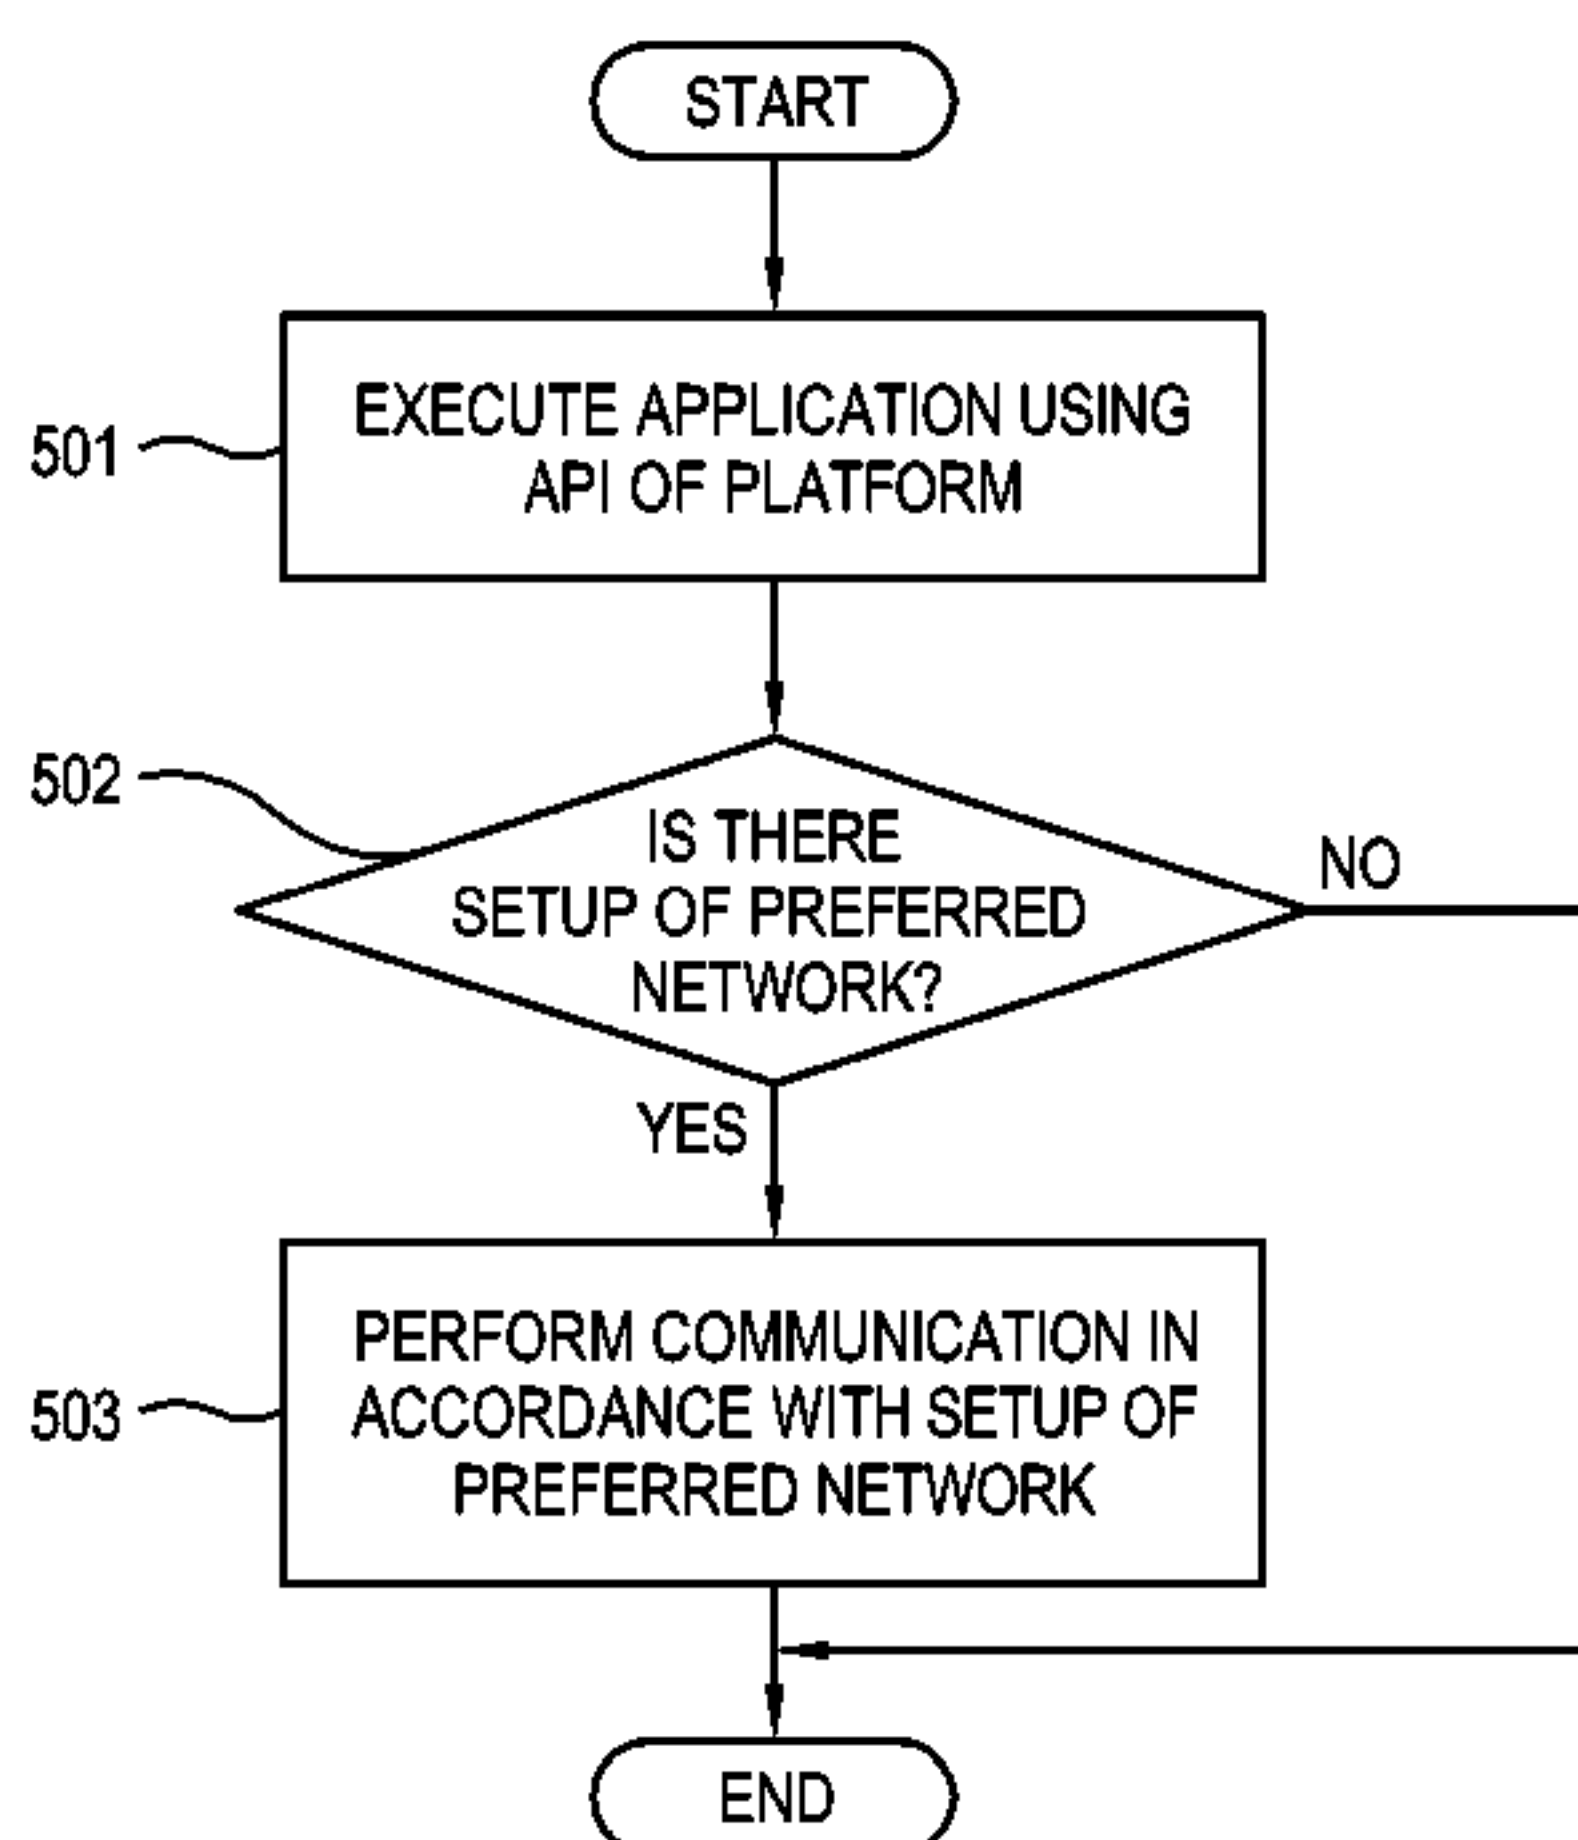 START
501
EXECUTE APPLICATION USING
API OF PLATFORM
502
IS THERE
SETUP OF PREFERRED
NETWORK?
NO
YES
503
PERFORM COMMUNICATION IN
ACCORDANCE WITH SETUP OF
PREFERRED NETWORK
END